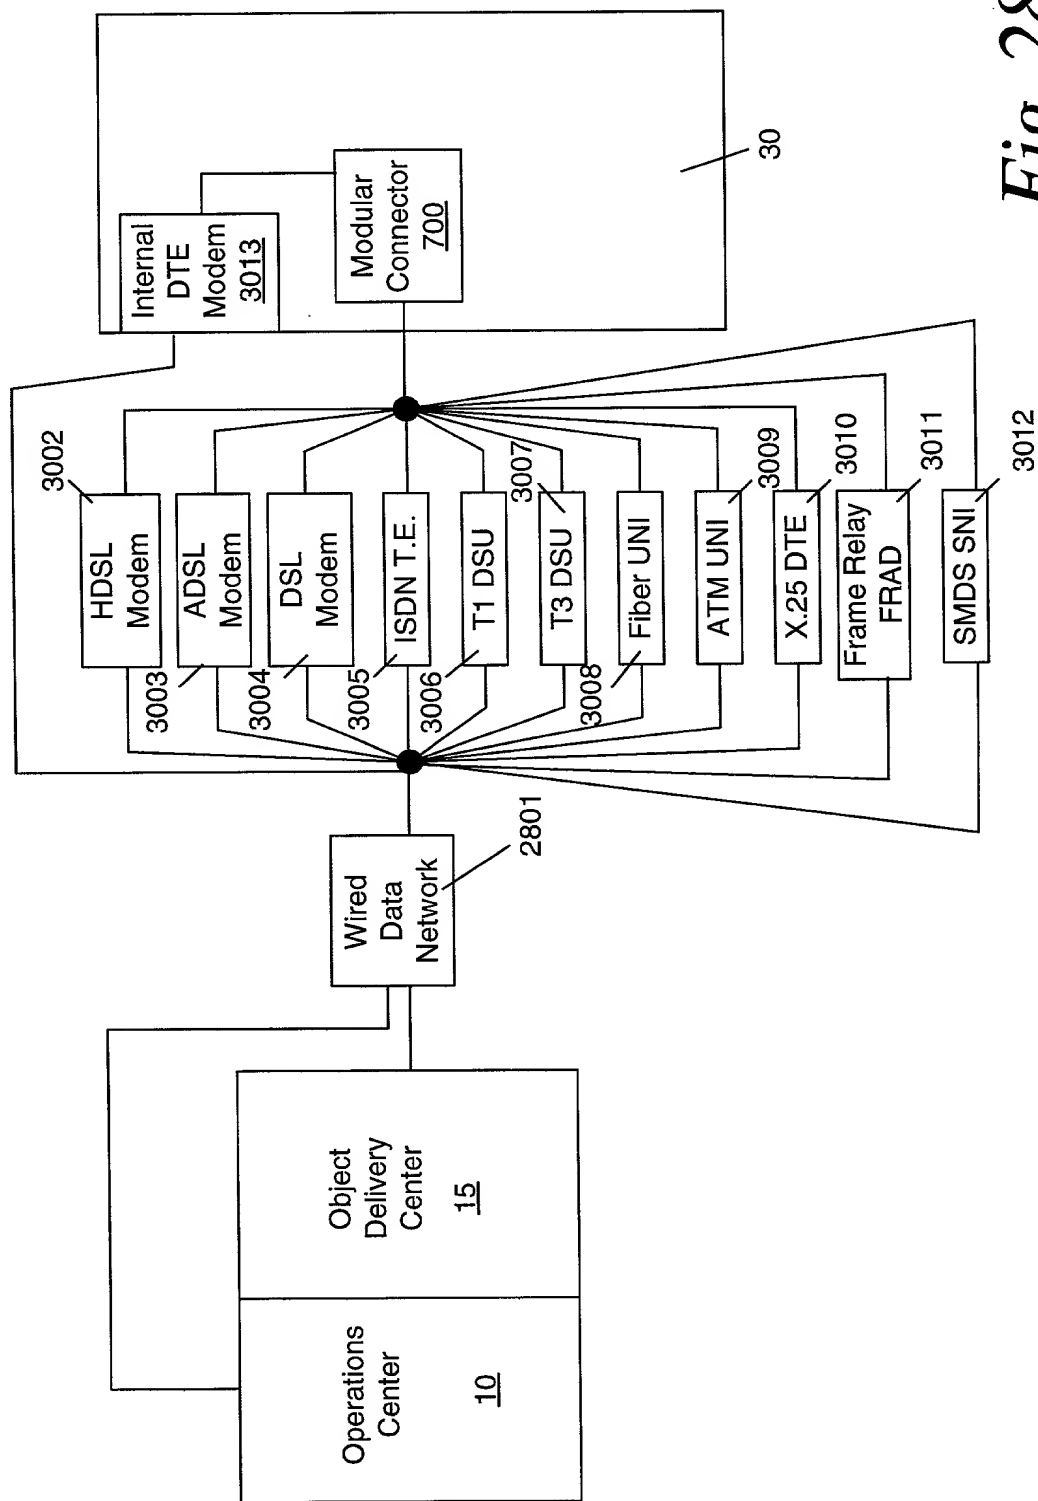 Operations
Center
10
Object
Delivery
Center
15
Wired
Data
Network
2801
HDSL
Modem
3002
ADSL
Modem
3003
DSL
Modem
3004
ISDN T.E.
3005
T1 DSU
3006
T3 DSU
3007
Fiber UNI
3008
ATM UNI
3009
X.25 DTE
3010
Frame Relay
FRAD
3011
SMDS SNI
3012
Internal
DTE
Modem
3013
Modular
Connector
700
30
Fig. 28